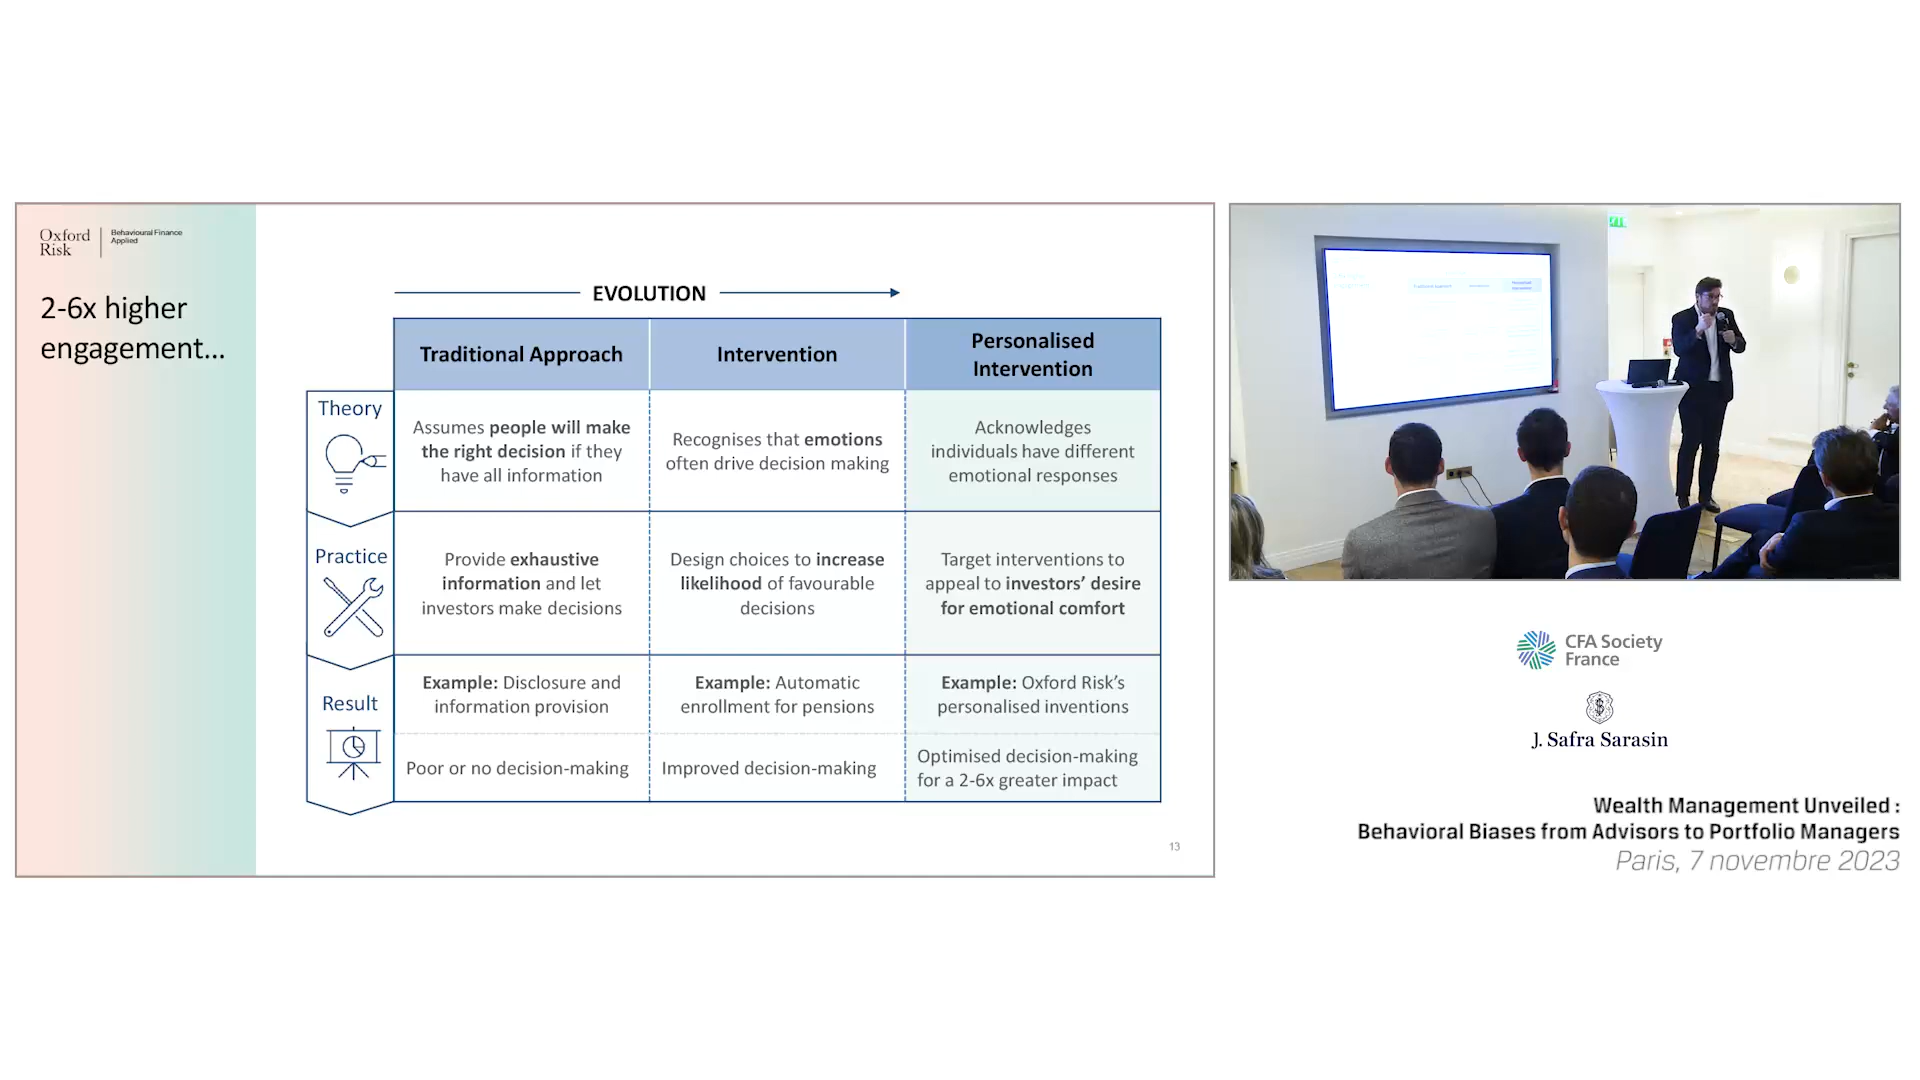 Oxford
Risk
Behavioural Finance
Applied
2-6x higher
engagement...
EVOLUTION
Traditional Approach
Intervention
Personalised
Intervention
Theory
Assumes people will make
the right decision if they
have all information
Recognises that emotions
often drive decision making
Acknowledges
individuals have different
emotional responses
Practice
Provide exhaustive
information and let
investors make decisions
Design choices to increase
likelihood of favourable
decisions
Target interventions to
appeal to investors' desire
for emotional comfort
Result
Example: Disclosure and
information provision
Example: Automatic
enrollment for pensions
Example: Oxford Risk's
personalised inventions
Poor or no decision-making
Improved decision-making
Optimised decision-making
for a 2-6x greater impact
13
CFA Society
France
J. Safra Sarasin
Wealth Management Unveiled :
Behavioral Biases from Advisors to Portfolio Managers
Paris, 7 novembre 2023